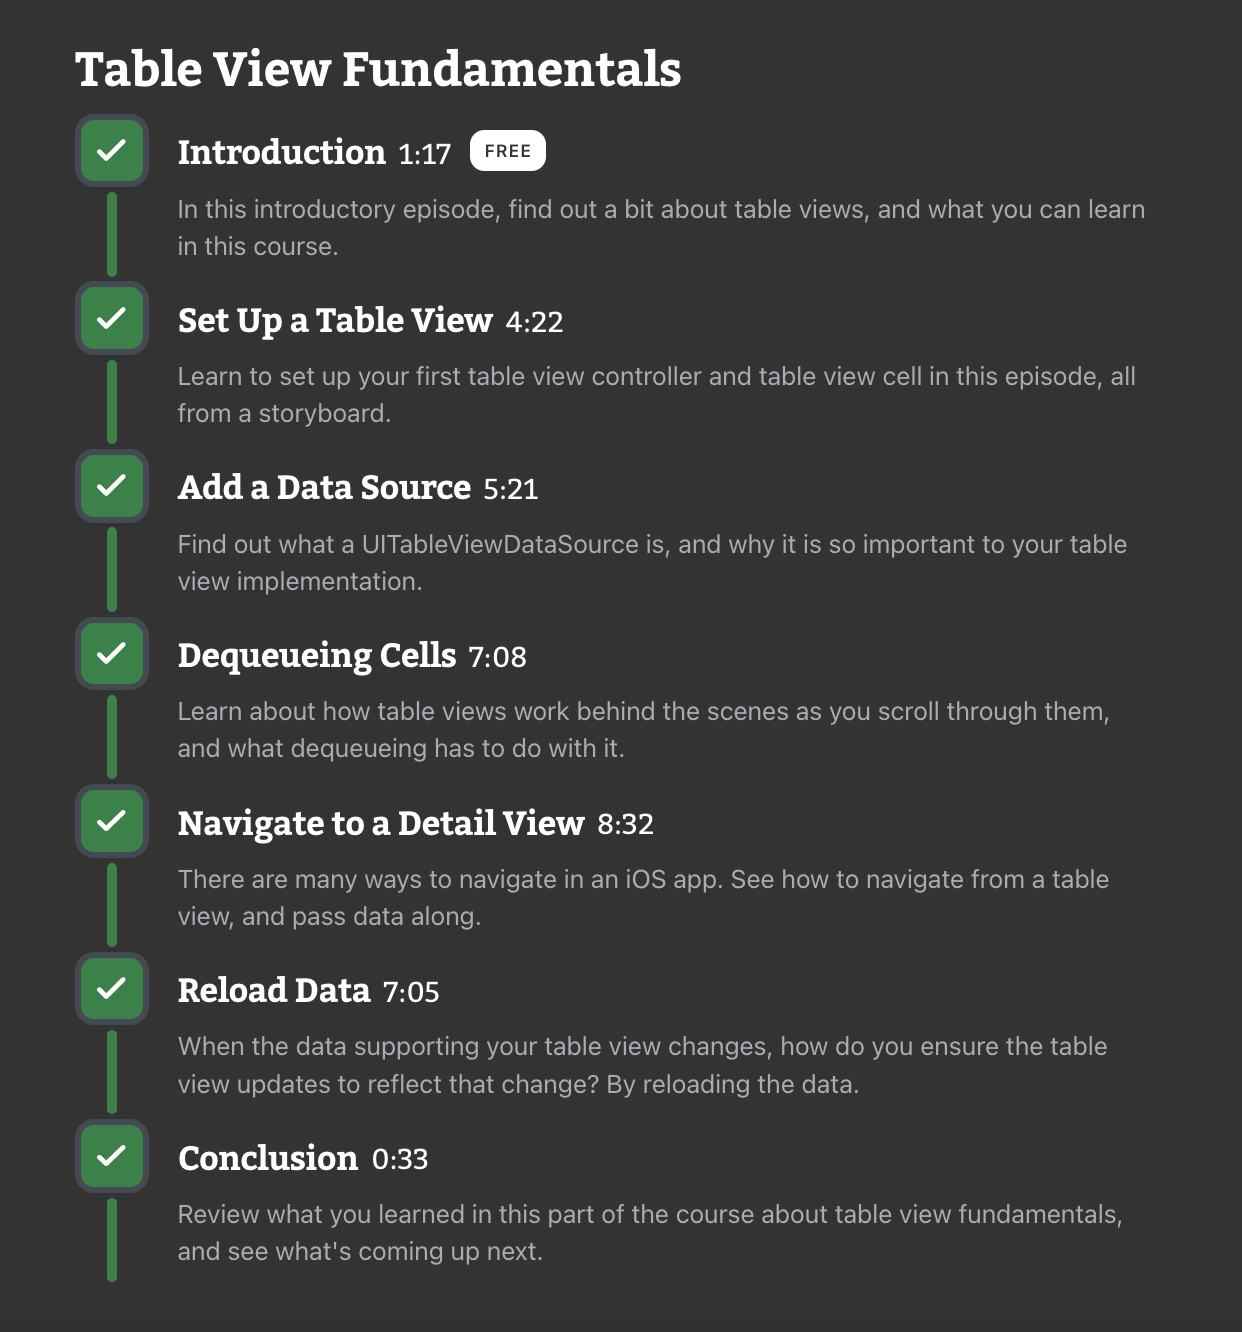 Table View Fundamentals
Introduction 1:17 FREE
In this introductory episode, find out a bit about table views, and what you can learn
in this course.
Set Up a Table View 4:22
Learn to set up your first table view controller and table view cell in this episode, all
from a storyboard.
Add a Data Source 5:21
Find out what a UITableViewDataSource is, and why it is so important to your table
view implementation.
Dequeueing Cells 7:08
Learn about how table views work behind the scenes as you scroll through them,
and what dequeueing has to do with it.
Navigate to a Detail View 8:32
There are many ways to navigate in an iOS app. See how to navigate from a table
view, and pass data along.
Reload Data 7:05
When the data supporting your table view changes, how do you ensure the table
view updates to reflect that change? By reloading the data.
Conclusion 0:33
Review what you learned in this part of the course about table view fundamentals,
and see what's coming up next.